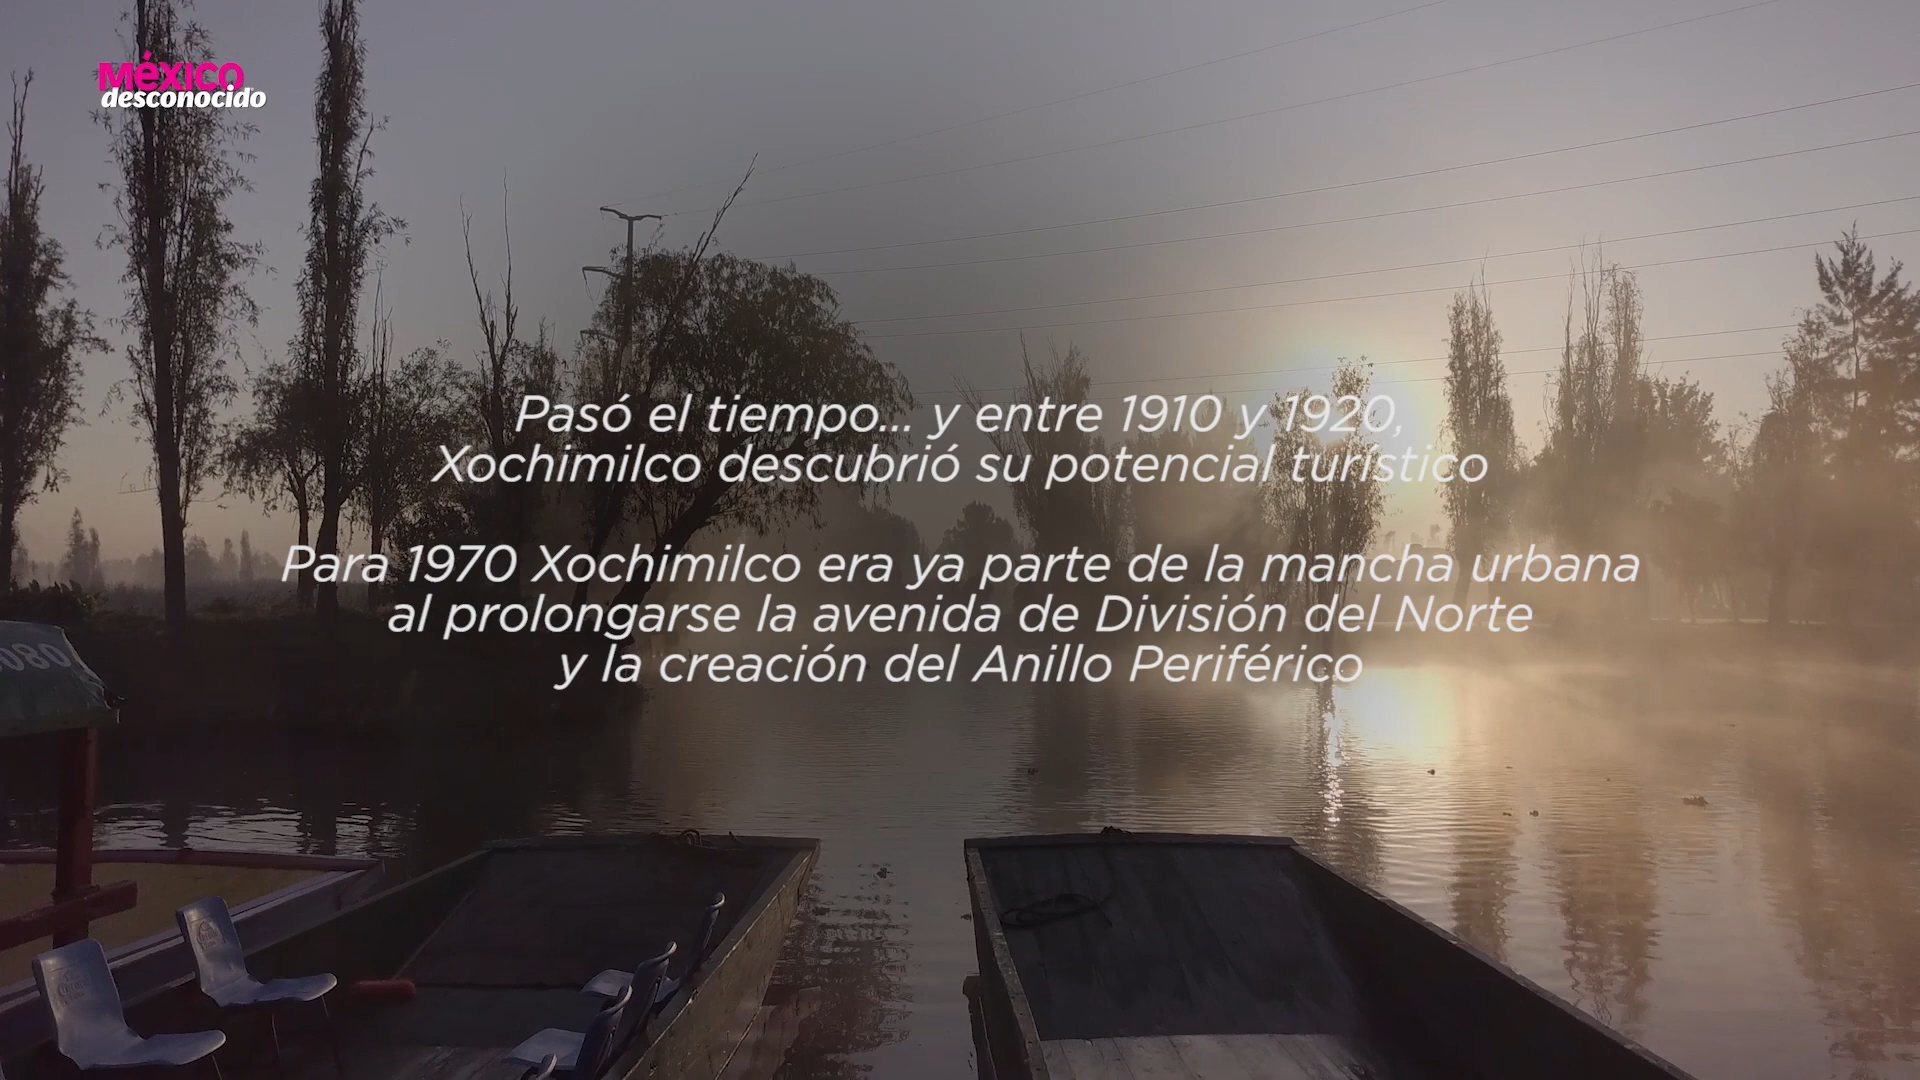 MÉXICO
desconocido
Pasó el tiempo... y entre 1910 y 1920,
Xochimilco descubrió su potencial turístico
Para 1970 Xochimilco era ya parte de la mancha urbana
al prolongarse la avenida de División del Norte
y la creación del Anillo Periférico
080